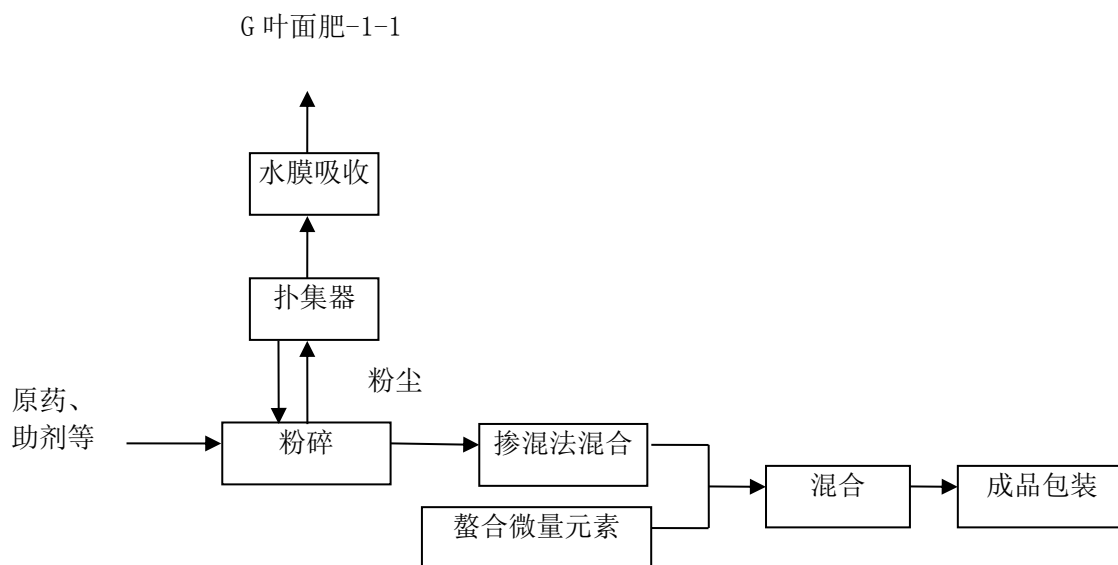 G 叶面肥-1-1
水膜吸收
扑集器
粉尘
原药、
助剂等
粉碎
掺混法混合
混合
成品包装
螯合微量元素